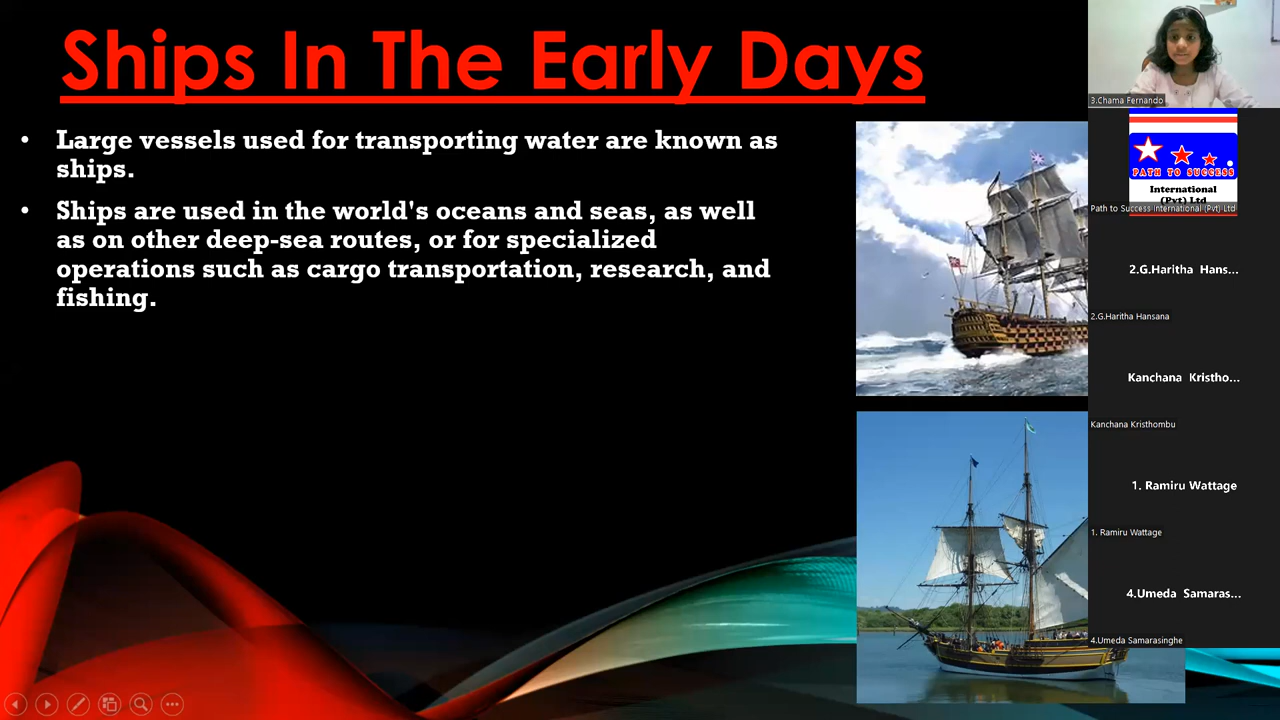 Ships In The Early Days
• Large vessels used for transporting water are known as
ships.
• Ships are used in the world's oceans and seas, as well
as on other deep-sea routes, or for specialized
operations such as cargo transportation, research, and
fishing.
3.Chama Fernando
PATH TO SUCCESS
International
(Pvt) Ltd
Path to Success International (Pvt) Ltd
2.G.Haritha Hans...
2.G.Haritha Hansana
Kanchana Kristho...
Kanchana Kristhombu
1. Ramiru Wattage
1. Ramiru Wattage
4.Umeda Samaras...
4.Umeda Samarasinghe